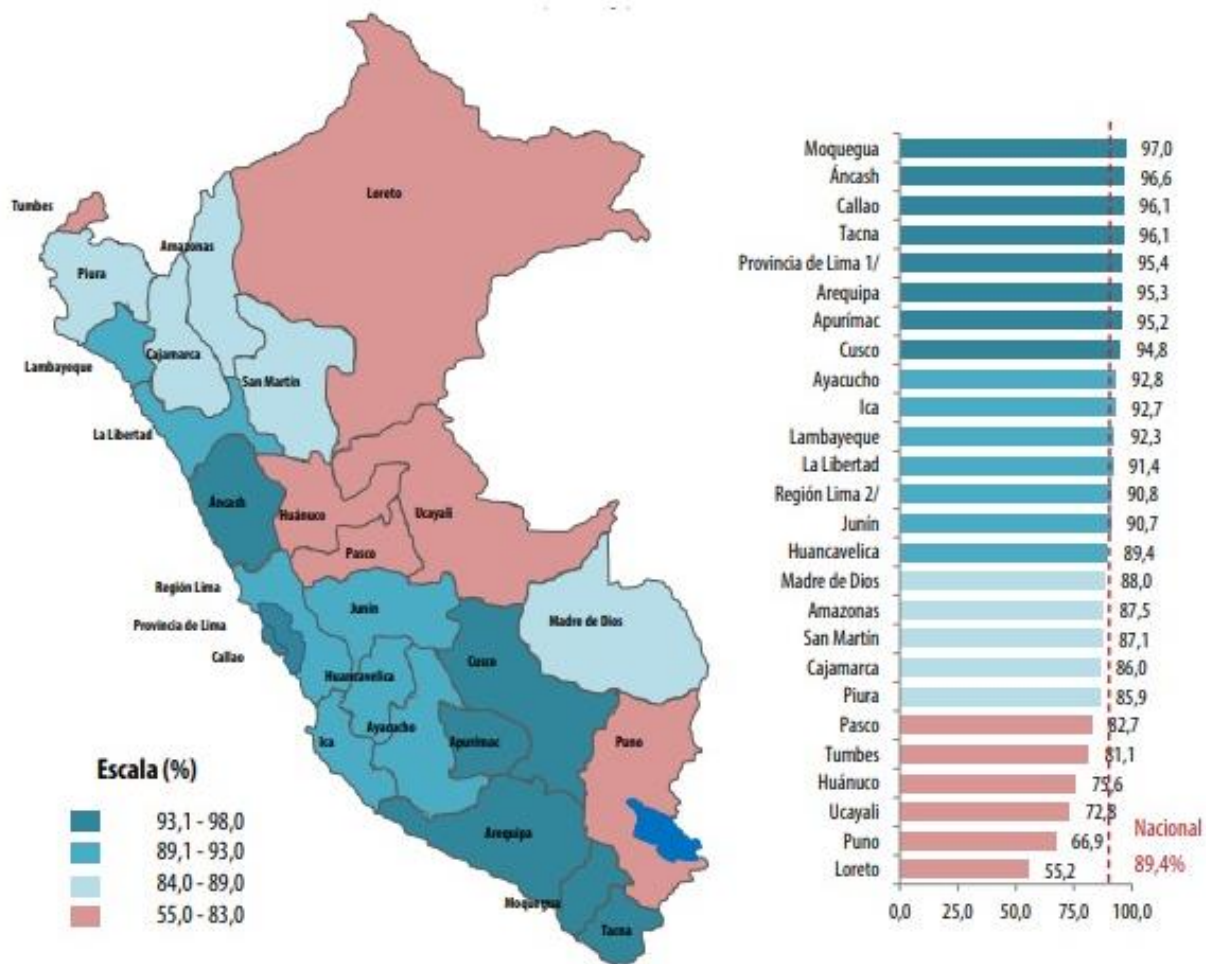 Loreto
Tumbes
Amazonas
Piura
Cajamarca
Lambayeque
San Martín
La Libertad
Áncash
Huánuco
Ucayali
Pasco
Región Lima
Junín
Madre de Dios
Provincia de Lima
Callao
Cusco
Huancavelica
Ayacucho
Ica
Apurímac
Puno
Arequipa
Moquegua
Tacna
Escala (%)
93,1 - 98,0
89,1 - 93,0
84,0 - 89,0
55,0 - 83,0
Moquegua 97,0
Áncash 96,6
Callao 96,1
Tacna 96,1
Provincia de Lima 1/ 95,4
Arequipa 95,3
Apurímac 95,2
Cusco 94,8
Ayacucho 92,8
Ica 92,7
Lambayeque 92,3
La Libertad 91,4
Región Lima 2/ 90,8
Junín 90,7
Huancavelica 89,4
Madre de Dios 88,0
Amazonas 87,5
San Martín 87,1
Cajamarca 86,0
Piura 85,9
Pasco 82,7
Tumbes 81,1
Huánuco 75,6
Ucayali 72,8
Puno 66,9
Loreto 55,2
Nacional
89,4%
0,0 25,0 50,0 75,0 100,0